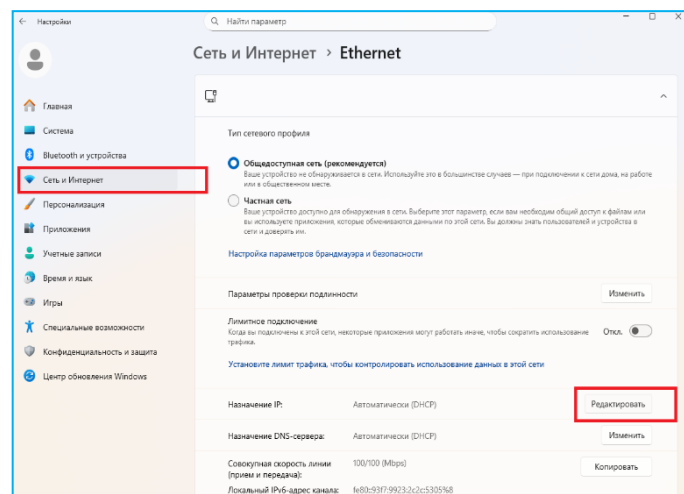 Настройки
Найти параметр
Сеть и Интернет > Ethernet
Главная
Система
Bluetooth и устройства
Сеть и Интернет
Персонализация
Приложения
Учетные записи
Время и язык
Игры
Специальные возможности
Конфиденциальность и защита
Центр обновления Windows
Тип сетевого профиля
Общедоступная сеть (рекомендуется)
Ваше устройство не обнаруживается в сети. Используйте это в большинстве случаев — при подключении к сети дома, на работе
или в общественном месте.
Частная сеть
Ваше устройство доступно для обнаружения в сети. Выберите этот параметр, если вам необходим общий доступ к файлам или
вы используете приложения, которые обмениваются данными по этой сети. Вы должны знать пользователей и устройства в
сети и доверять им.
Настройка параметров брандмауэра и безопасности
Параметры проверки подлинности
Изменить
Лимитное подключение
Когда вы подключены к этой сети, некоторые приложения могут работать иначе, чтобы сократить использование
трафика.
Откл.
Установите лимит трафика, чтобы контролировать использование данных в этой сети
Назначение IP: Автоматически (DHCP) Редактировать
Назначение DNS-сервера: Автоматически (DHCP) Изменить
Совокупная скорость линии 100/100 (Mbps) Копировать
(прием и передача):
Локальный IPv6-адрес канала: fe80::93f7:9923:2c2c:5305%8